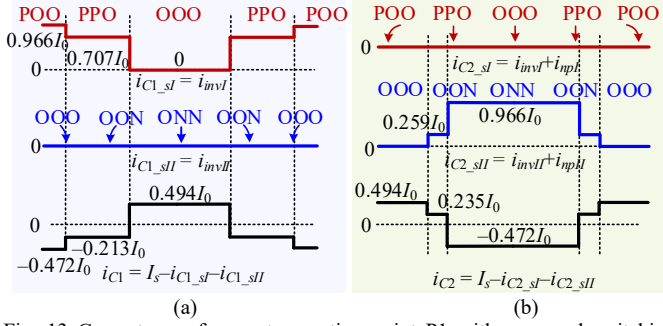 POO PPO OOO PPO POO
0.966I0
0.707I0 0
0
iC1_sI = iinvI
OOO OON ONN OON OOO
0
iC1_sII = iinvII
0.494I0
0
−0.213I0
−0.472I0
iC1 = Is−iC1_sI−iC1_sII
(a)
POO PPO OOO PPO POO
0
iC2_sI = iinvI+inpI
OOO OON ONN OON OOO
0.259I0 0.966I0
0
iC2_sII = iinvII+inpII
0.494I0 0.235I0
0
−0.472I0
iC2 = Is−iC2_sI−iC2_sII
(b)